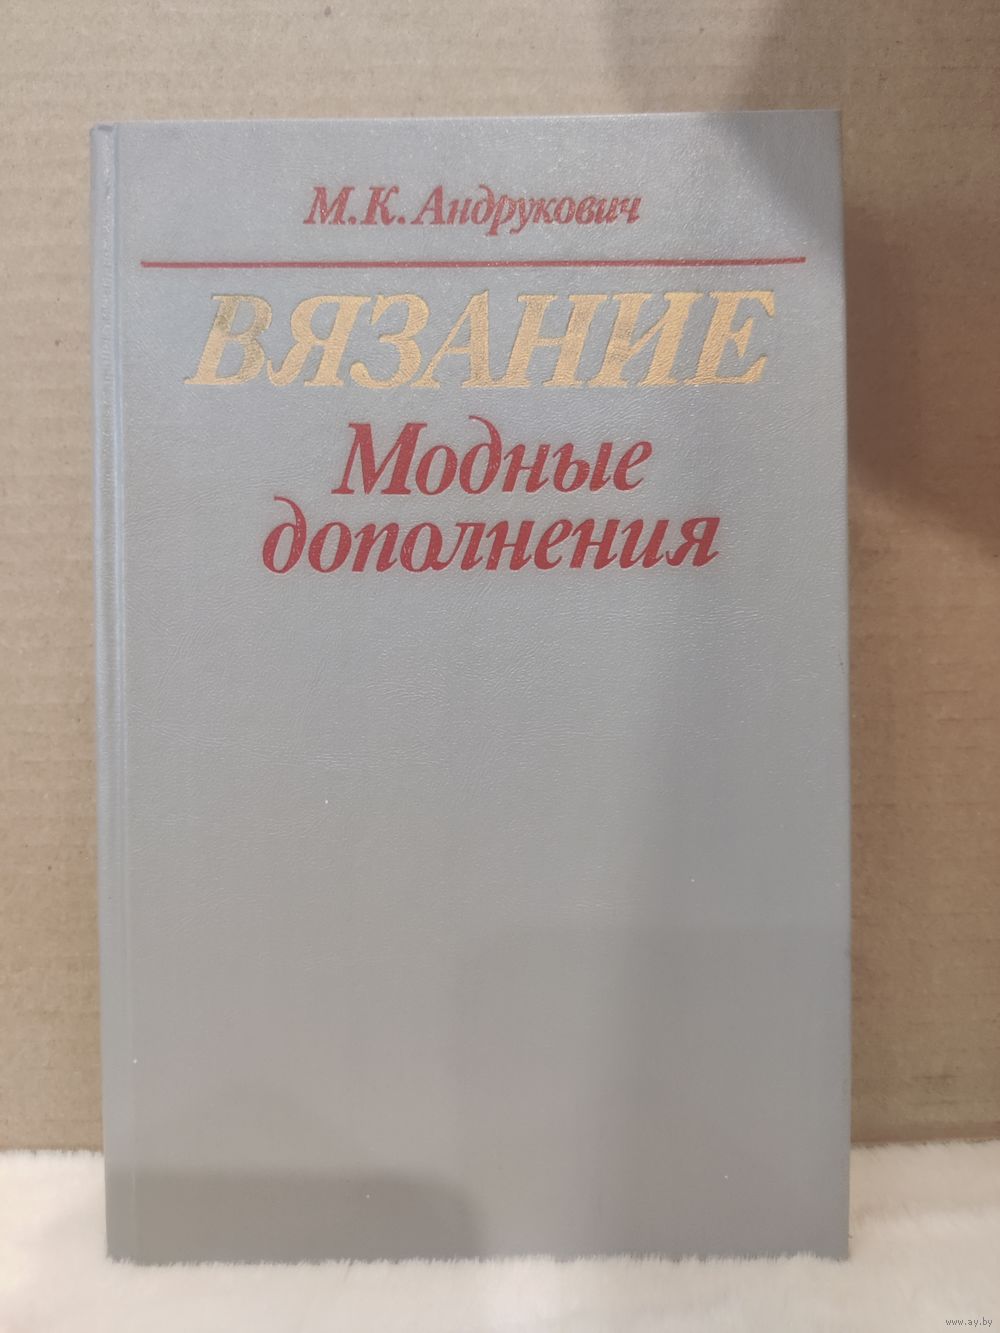 М.К.Андрукович
ВЯЗАНИЕ
Модные
дополнения
www.ay.by